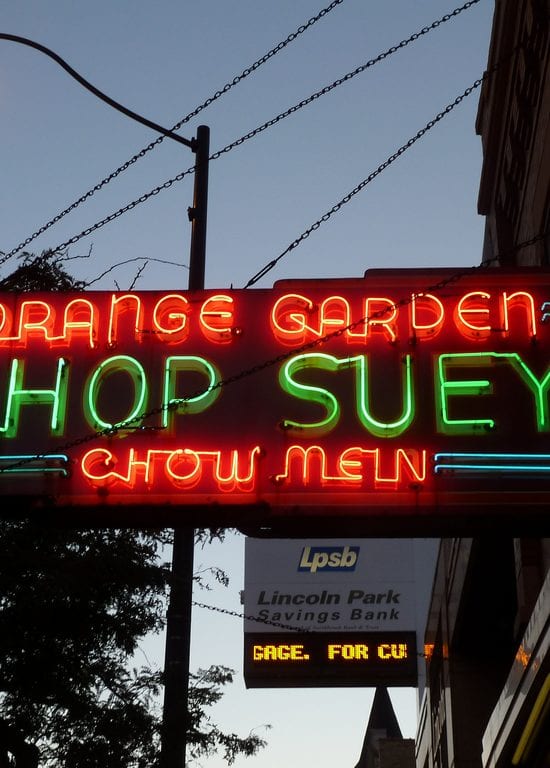 ORANGE GARDEN
HOP SUEY
CHOW MEIN
Lpsb
Lincoln Park
Savings Bank
GAGE. FOR CU